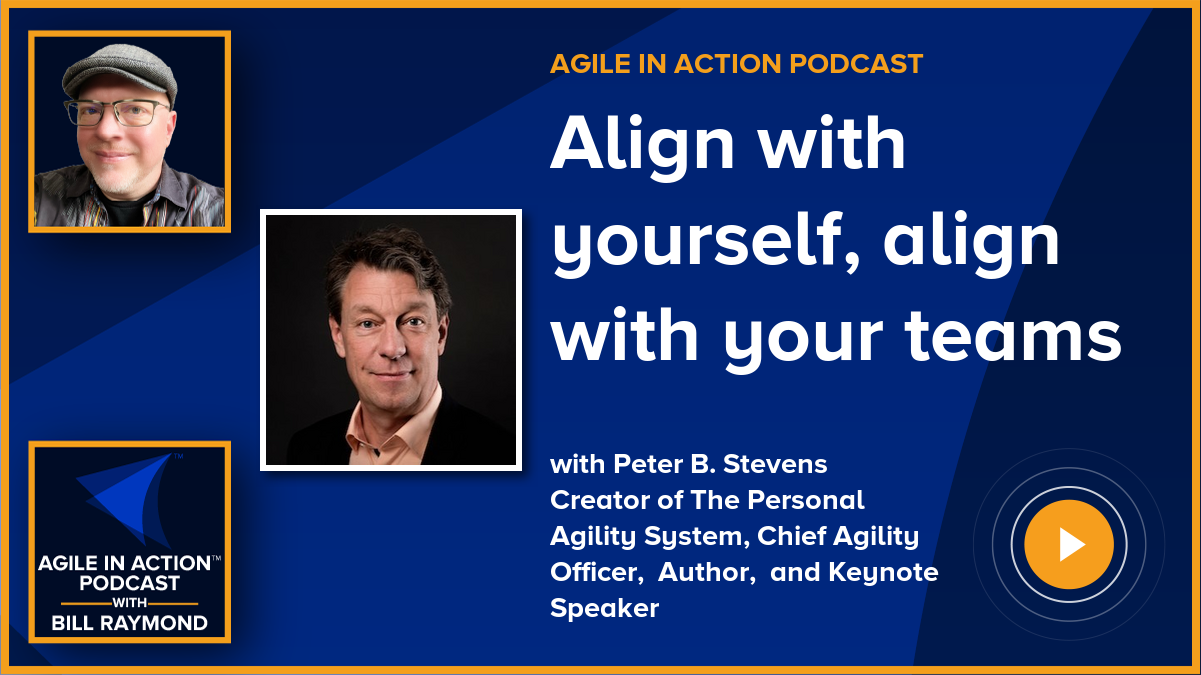 AGILE IN ACTION PODCAST
Align with
yourself, align
with your teams
with Peter B. Stevens
Creator of The Personal
Agility System, Chief Agility
Officer,  Author,  and Keynote
Speaker
TM
AGILE IN ACTION™
PODCAST
WITH
BILL RAYMOND